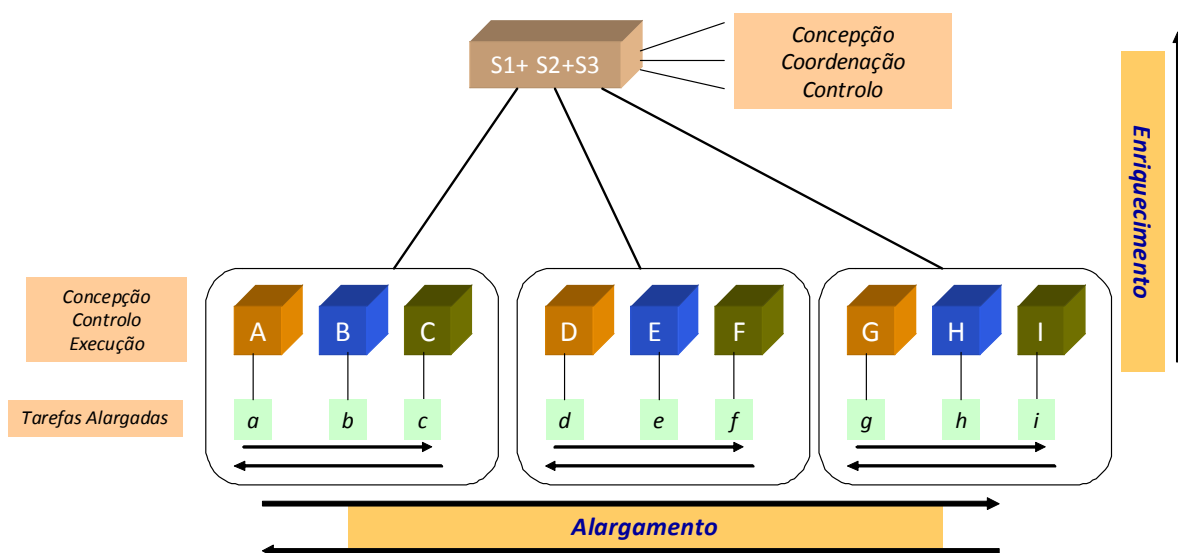 S1+ S2+S3
Concepção
Coordenação
Controlo
Enriquecimento
Concepção
Controlo
Execução
A B C D E F G H I
Tarefas Alargadas
a b c d e f g h i
Alargamento